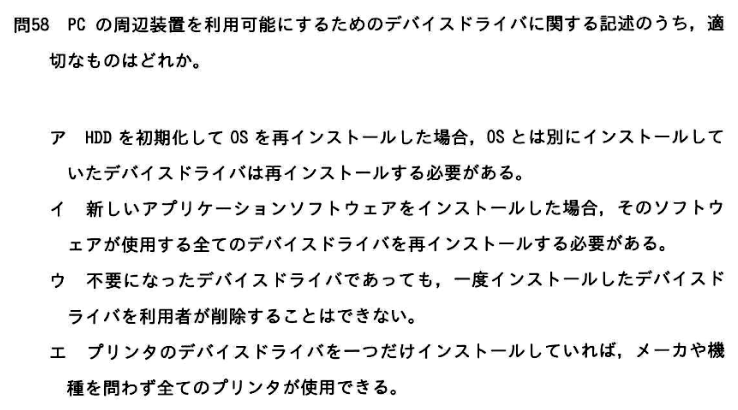 問58 PC の周辺装置を利用可能にするためのデバイスドライバに関する記述のうち，適
切なものはどれか。
ア HDD を初期化して OS を再インストールした場合，OS とは別にインストールして
いたデバイスドライバは再インストールする必要がある。
イ 新しいアプリケーションソフトウェアをインストールした場合，そのソフトウ
ェアが使用する全てのデバイスドライバを再インストールする必要がある。
ウ 不要になったデバイスドライバであっても，一度インストールしたデバイスド
ライバを利用者が削除することはできない。
エ プリンタのデバイスドライバを一つだけインストールしていれば，メーカや機
種を問わず全てのプリンタが使用できる。